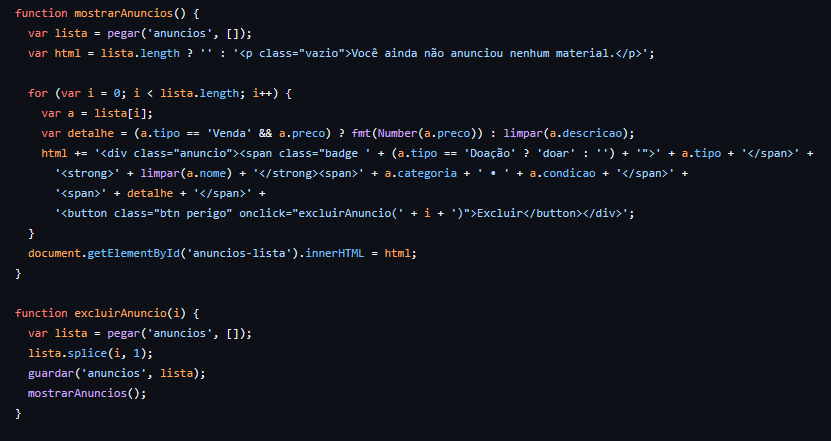 function mostrarAnuncios() {
  var lista = pegar('anuncios', []);
  var html = lista.length ? '' : '<p class="vazio">Você ainda não anunciou nenhum material.</p>';

  for (var i = 0; i < lista.length; i++) {
    var a = lista[i];
    var detalhe = (a.tipo == 'Venda' && a.preco) ? fmt(Number(a.preco)) : limpar(a.descricao);
    html += '<div class="anuncio"><span class="badge ' + (a.tipo == 'Doação' ? 'doar' : '') + '">' + a.tipo + '</span>' +
      '<strong>' + limpar(a.nome) + '</strong><span>' + a.categoria + ' • ' + a.condicao + '</span>' +
      '<span>' + detalhe + '</span>' +
      '<button class="btn perigo" onclick="excluirAnuncio(' + i + ')">Excluir</button></div>';
  }
  document.getElementById('anuncios-lista').innerHTML = html;
}

function excluirAnuncio(i) {
  var lista = pegar('anuncios', []);
  lista.splice(i, 1);
  guardar('anuncios', lista);
  mostrarAnuncios();
}